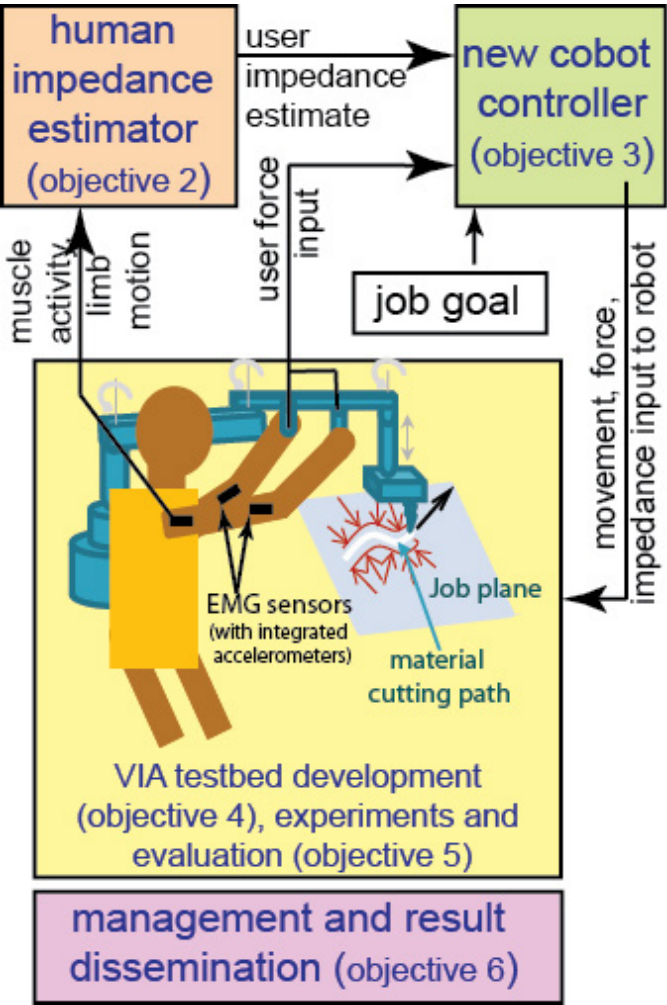 human
impedance
estimator
(objective 2)
user
impedance
estimate
new cobot
controller
(objective 3)
muscle
activity,
limb
motion
user force
input
job goal
movement, force,
impedance input to robot
EMG sensors
(with integrated
accelerometers)
Job plane
material
cutting path
VIA testbed development
(objective 4), experiments and
evaluation (objective 5)
management and result
dissemination (objective 6)